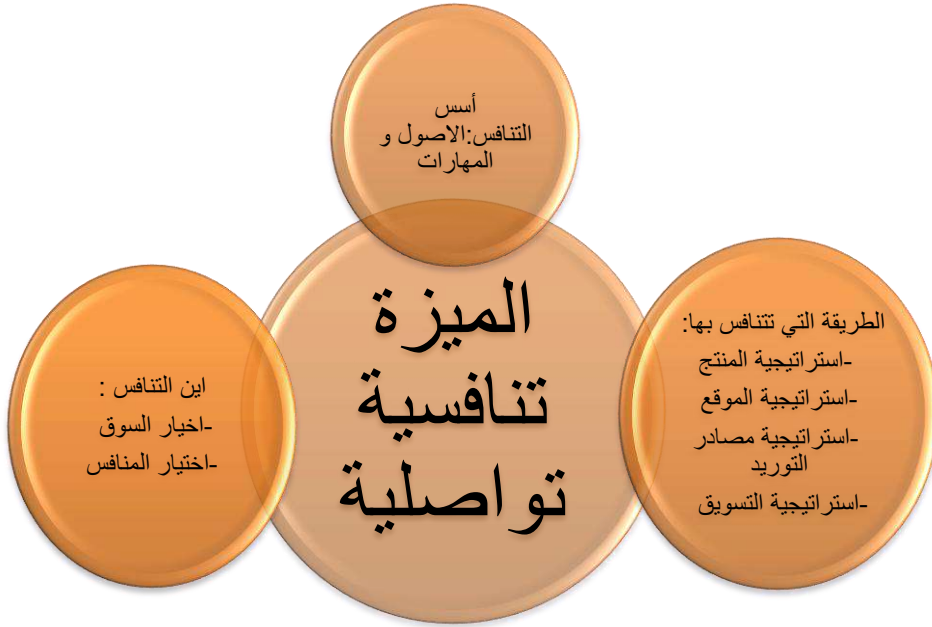 أسس
التنافس:الاصول و
المهارات
الميزة
تنافسية
تواصلية
الطريقة التي تتنافس بها:
-استراتيجية المنتج
-استراتيجية الموقع
-استراتيجية مصادر
التوريد
-استراتيجية التسويق
اين التنافس :
-اخيار السوق
-اختيار المنافس